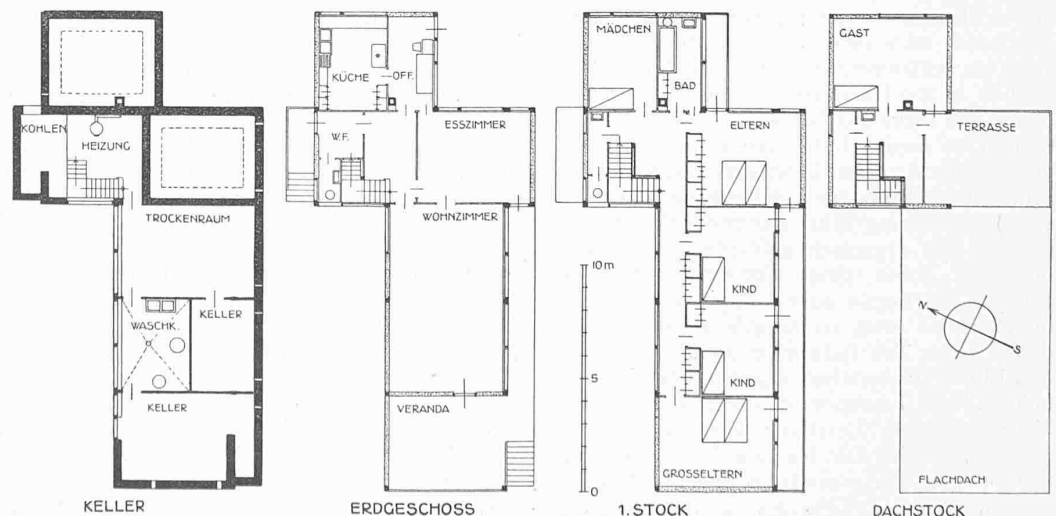 KOHLEN
HEIZUNG
TROCKENRAUM
WASCHK.
KELLER
KELLER
KELLER
KÜCHE
OFF.
W.F.
ESSZIMMER
WOHNZIMMER
VERANDA
ERDGESCHOSS
MÄDCHEN
BAD
ELTERN
KIND
KIND
GROSSELTERN
10 m
5
0
1. STOCK
GAST
TERRASSE
N
S
FLACHDACH
DACHSTOCK